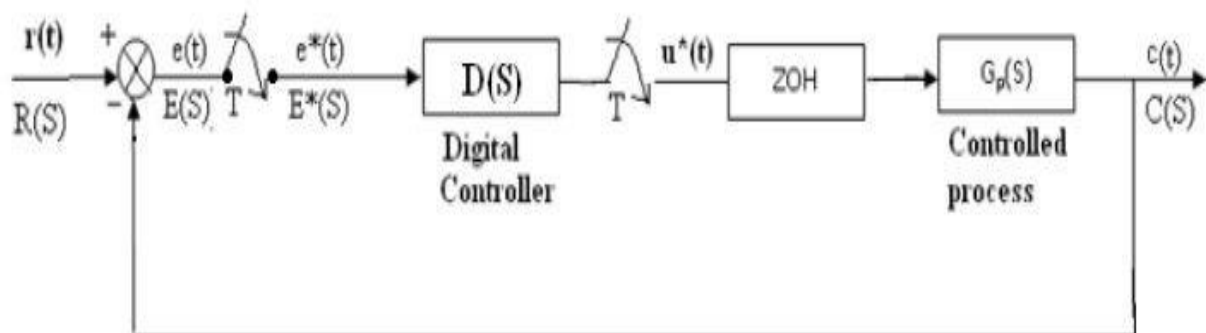 r(t)
+
e(t)
e*(t)
D(S)
u*(t)
ZOH
Gₚ(S)
c(t)
R(S)
−
E(S)
T
E*(S)
T
C(S)
Digital
Controller
Controlled
process